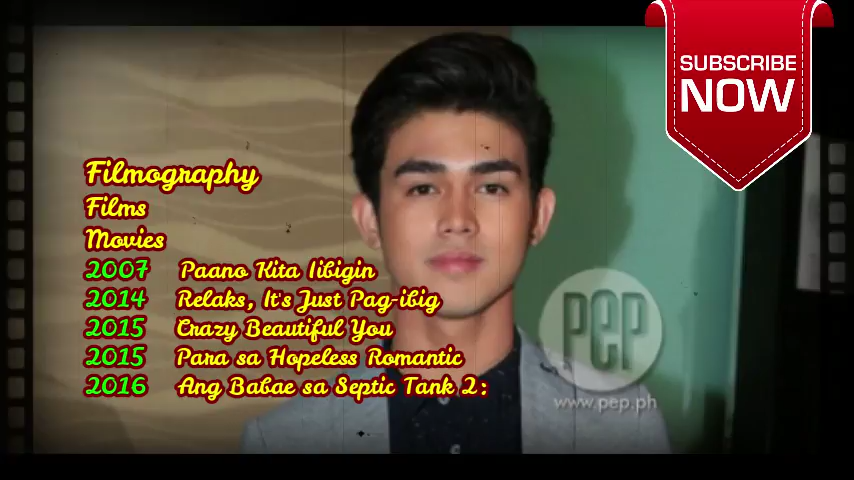 SUBSCRIBE
NOW
Filmography
Films
Movies
2007 Paano Kita Iibigin
2014 Relaks, It's Just Pag-ibig
2015 Crazy Beautiful You
2015 Para sa Hopeless Romantic
2016 Ang Babae sa Septic Tank 2:
PEP
www.pep.ph